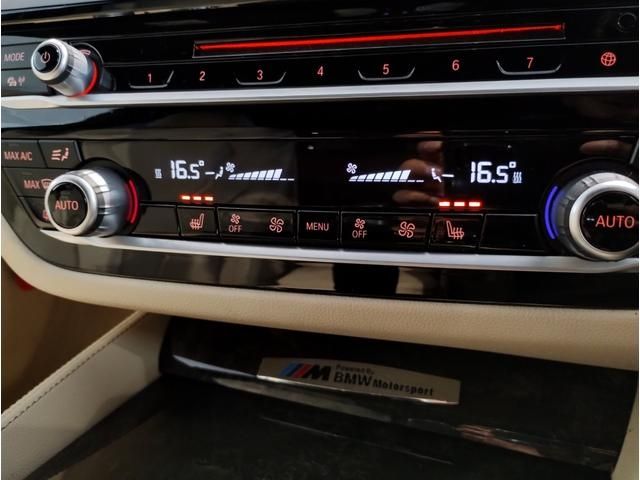 MODE
1 2 3 4 5 6 7
MAX A/C
16.5° 16.5°
MAX
AUTO AUTO
OFF MENU OFF
M Powered By
BMW Motorsport